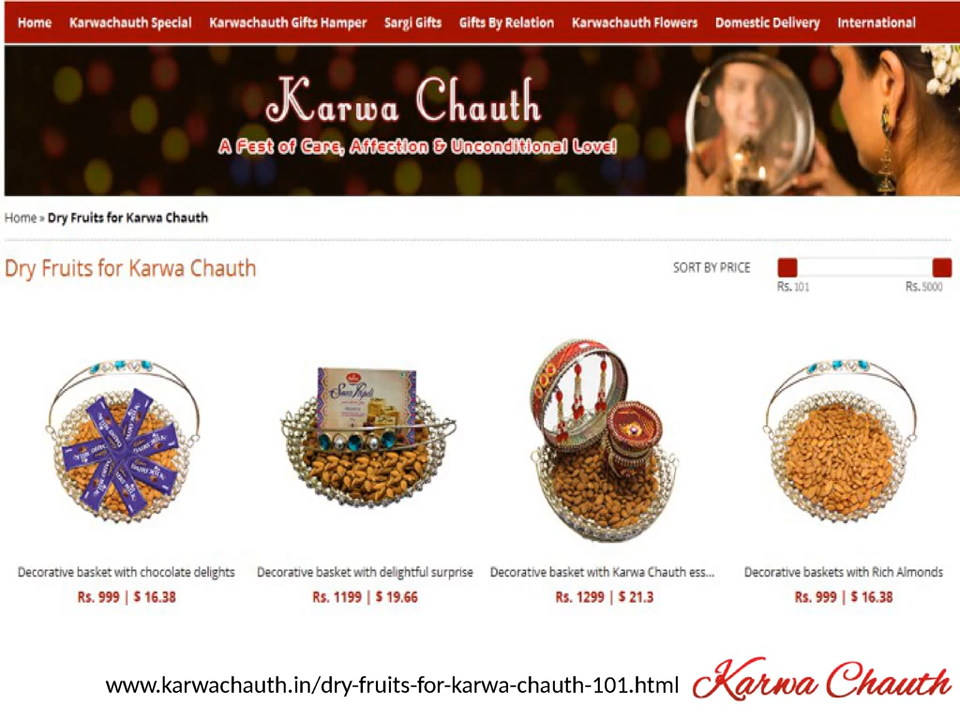 Home Karwachauth Special Karwachauth Gifts Hamper Sargi Gifts Gifts By Relation Karwachauth Flowers Domestic Delivery International
Karwa Chauth
A Fest of Care, Affection & Unconditional Love!
Home » Dry Fruits for Karwa Chauth
Dry Fruits for Karwa Chauth SORT BY PRICE
Rs. 101 Rs. 5000
Soan Papdi
DAIRY MILK
Decorative basket with chocolate delights Decorative basket with delightful surprise Decorative basket with Karwa Chauth ess... Decorative baskets with Rich Almonds
Rs. 999 | $ 16.38 Rs. 1199 | $ 19.66 Rs. 1299 | $ 21.3 Rs. 999 | $ 16.38
www.karwachauth.in/dry-fruits-for-karwa-chauth-101.html Karwa Chauth